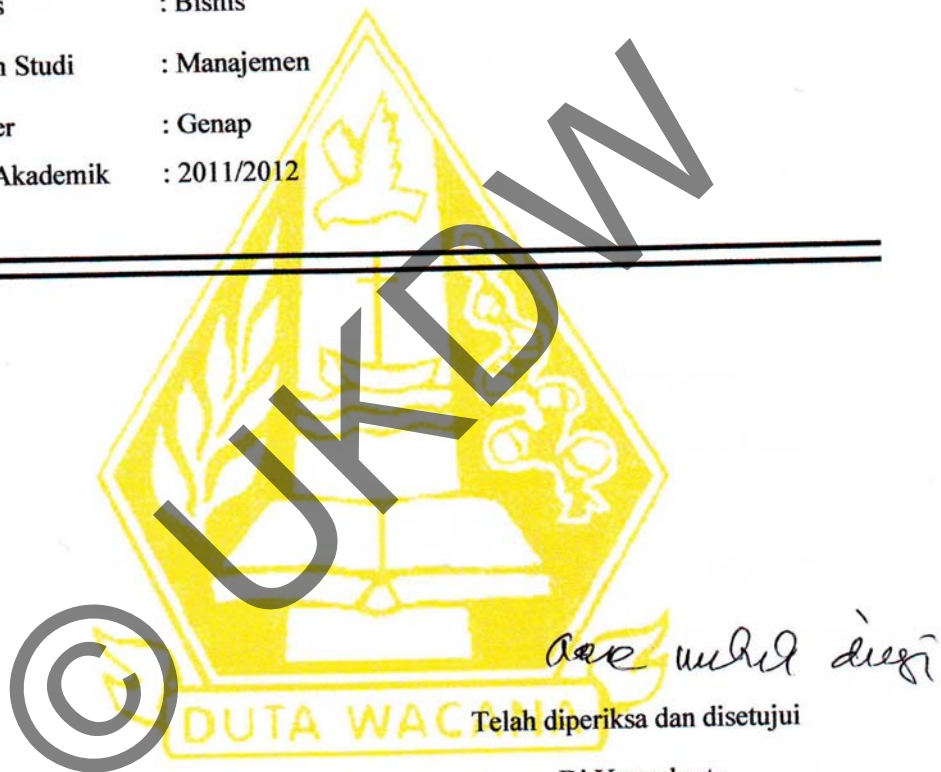 : Bisnis
n Studi : Manajemen
er : Genap
Akademik : 2011/2012
© UKDW
DUTA WACANA
Telah diperiksa dan disetujui